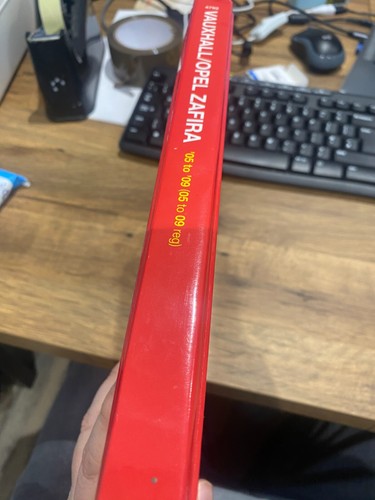 VAUXHALL/OPEL ZAFIRA
'05 to '09 (05 to 09 reg)